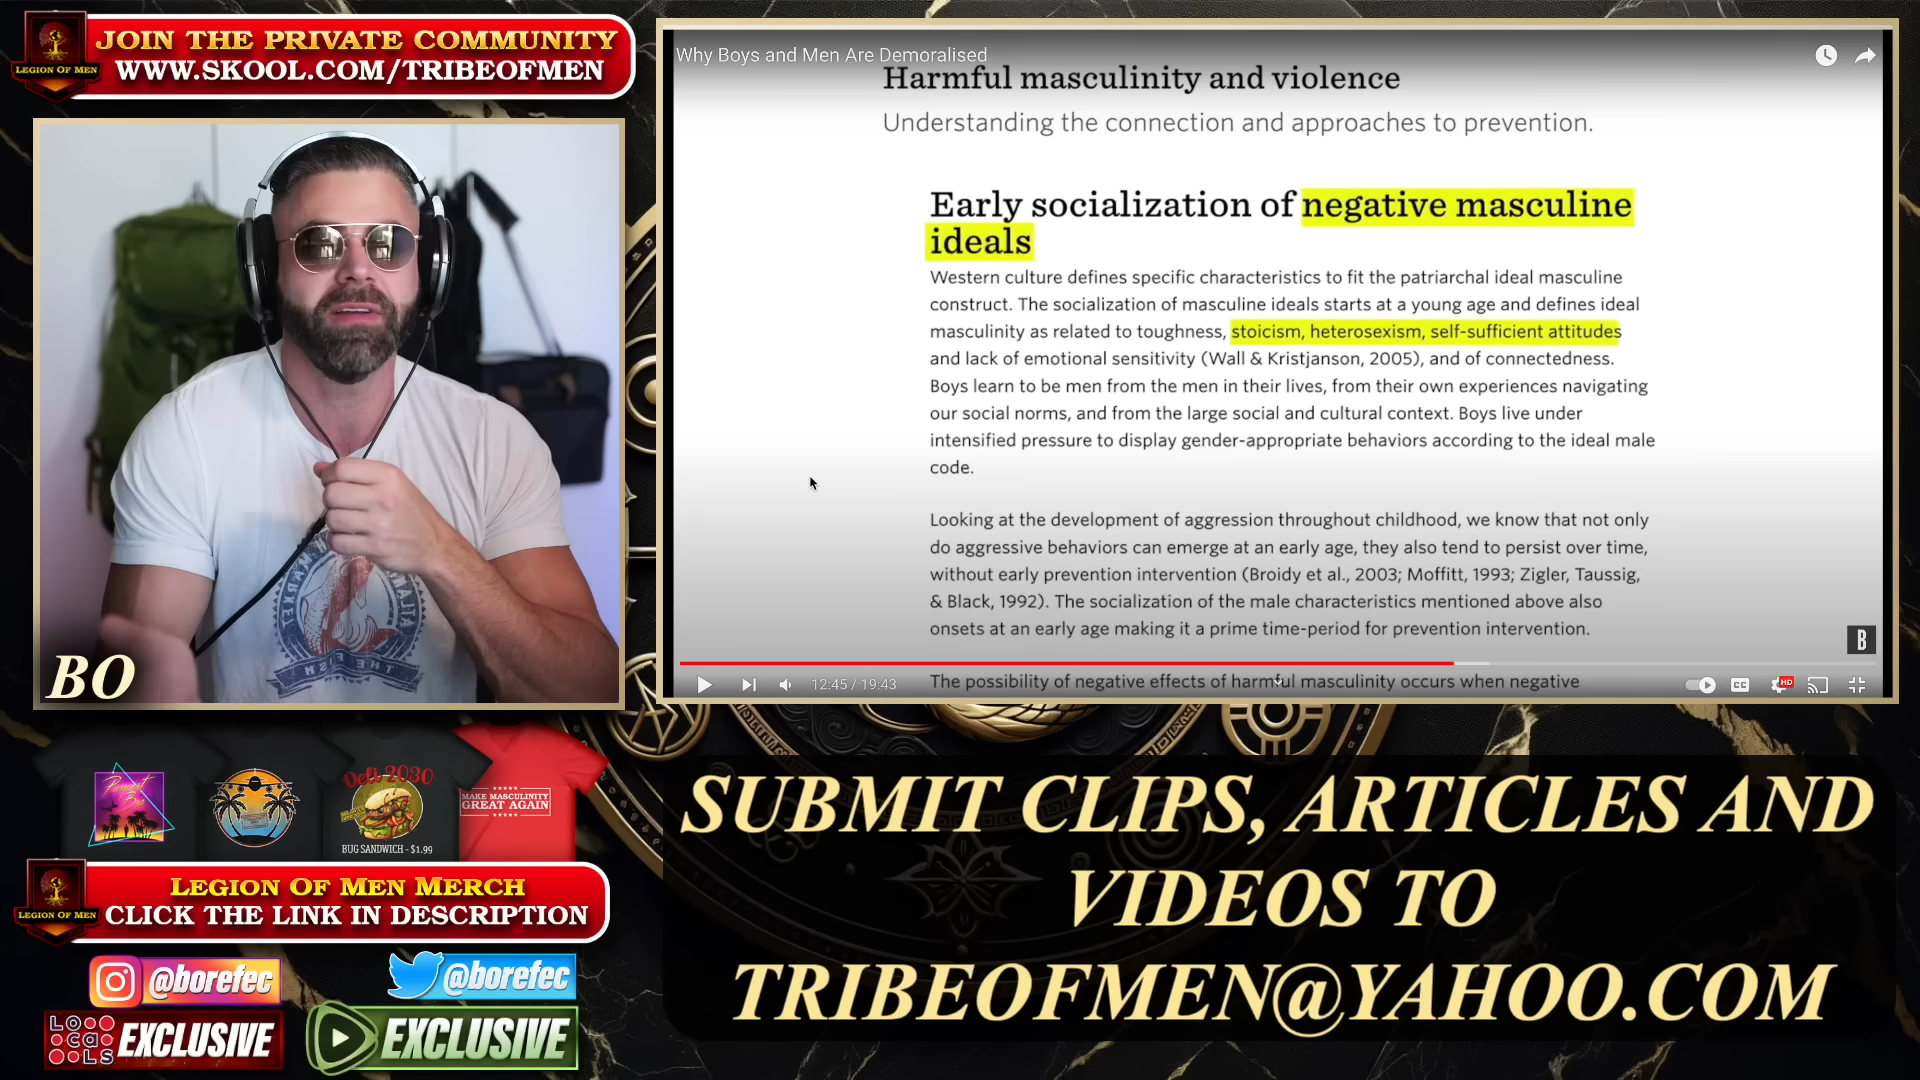 JOIN THE PRIVATE COMMUNITY
WWW.SKOOL.COM/TRIBEOFMEN
LEGION OF MEN
BO
Why Boys and Men Are Demoralised
Harmful masculinity and violence
Understanding the connection and approaches to prevention.
Early socialization of negative masculine
ideals
Western culture defines specific characteristics to fit the patriarchal ideal masculine
construct. The socialization of masculine ideals starts at a young age and defines ideal
masculinity as related to toughness, stoicism, heterosexism, self-sufficient attitudes
and lack of emotional sensitivity (Wall & Kristjanson, 2005), and of connectedness.
Boys learn to be men from the men in their lives, from their own experiences navigating
our social norms, and from the large social and cultural context. Boys live under
intensified pressure to display gender-appropriate behaviors according to the ideal male
code.
Looking at the development of aggression throughout childhood, we know that not only
do aggressive behaviors can emerge at an early age, they also tend to persist over time,
without early prevention intervention (Broidy et al., 2003; Moffitt, 1993; Zigler, Taussig,
& Black, 1992). The socialization of the male characteristics mentioned above also
onsets at an early age making it a prime time-period for prevention intervention.
The possibility of negative effects of harmful masculinity occurs when negative
B
12:45 / 19:43
CC
HD
Deli 2030
BUG SANDWICH - $1.99
MAKE MASCULINITY
GREAT AGAIN
LEGION OF MEN MERCH
CLICK THE LINK IN DESCRIPTION
LEGION OF MEN
@borefec
@borefec
LOCALS
EXCLUSIVE
EXCLUSIVE
SUBMIT CLIPS, ARTICLES AND
VIDEOS TO
TRIBEOFMEN@YAHOO.COM